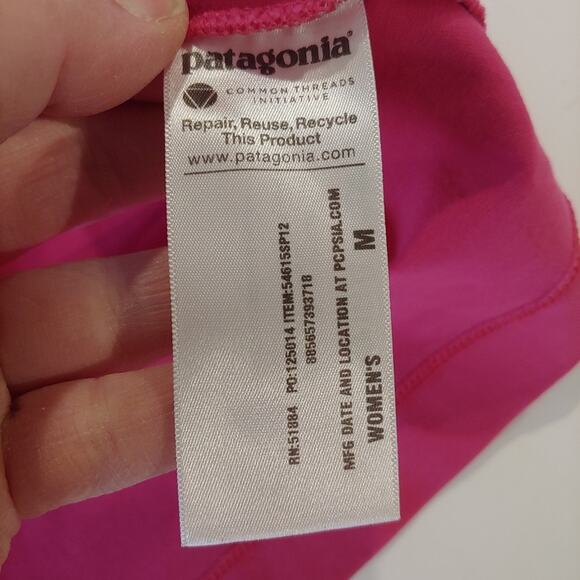 patagonia®
COMMON THREADS
INITIATIVE
Repair, Reuse, Recycle
This Product
www.patagonia.com
RN:51884 PO:125014 ITEM:54615SP12
885657393718
MFG DATE AND LOCATION AT PCPSIA.COM
WOMEN'S M